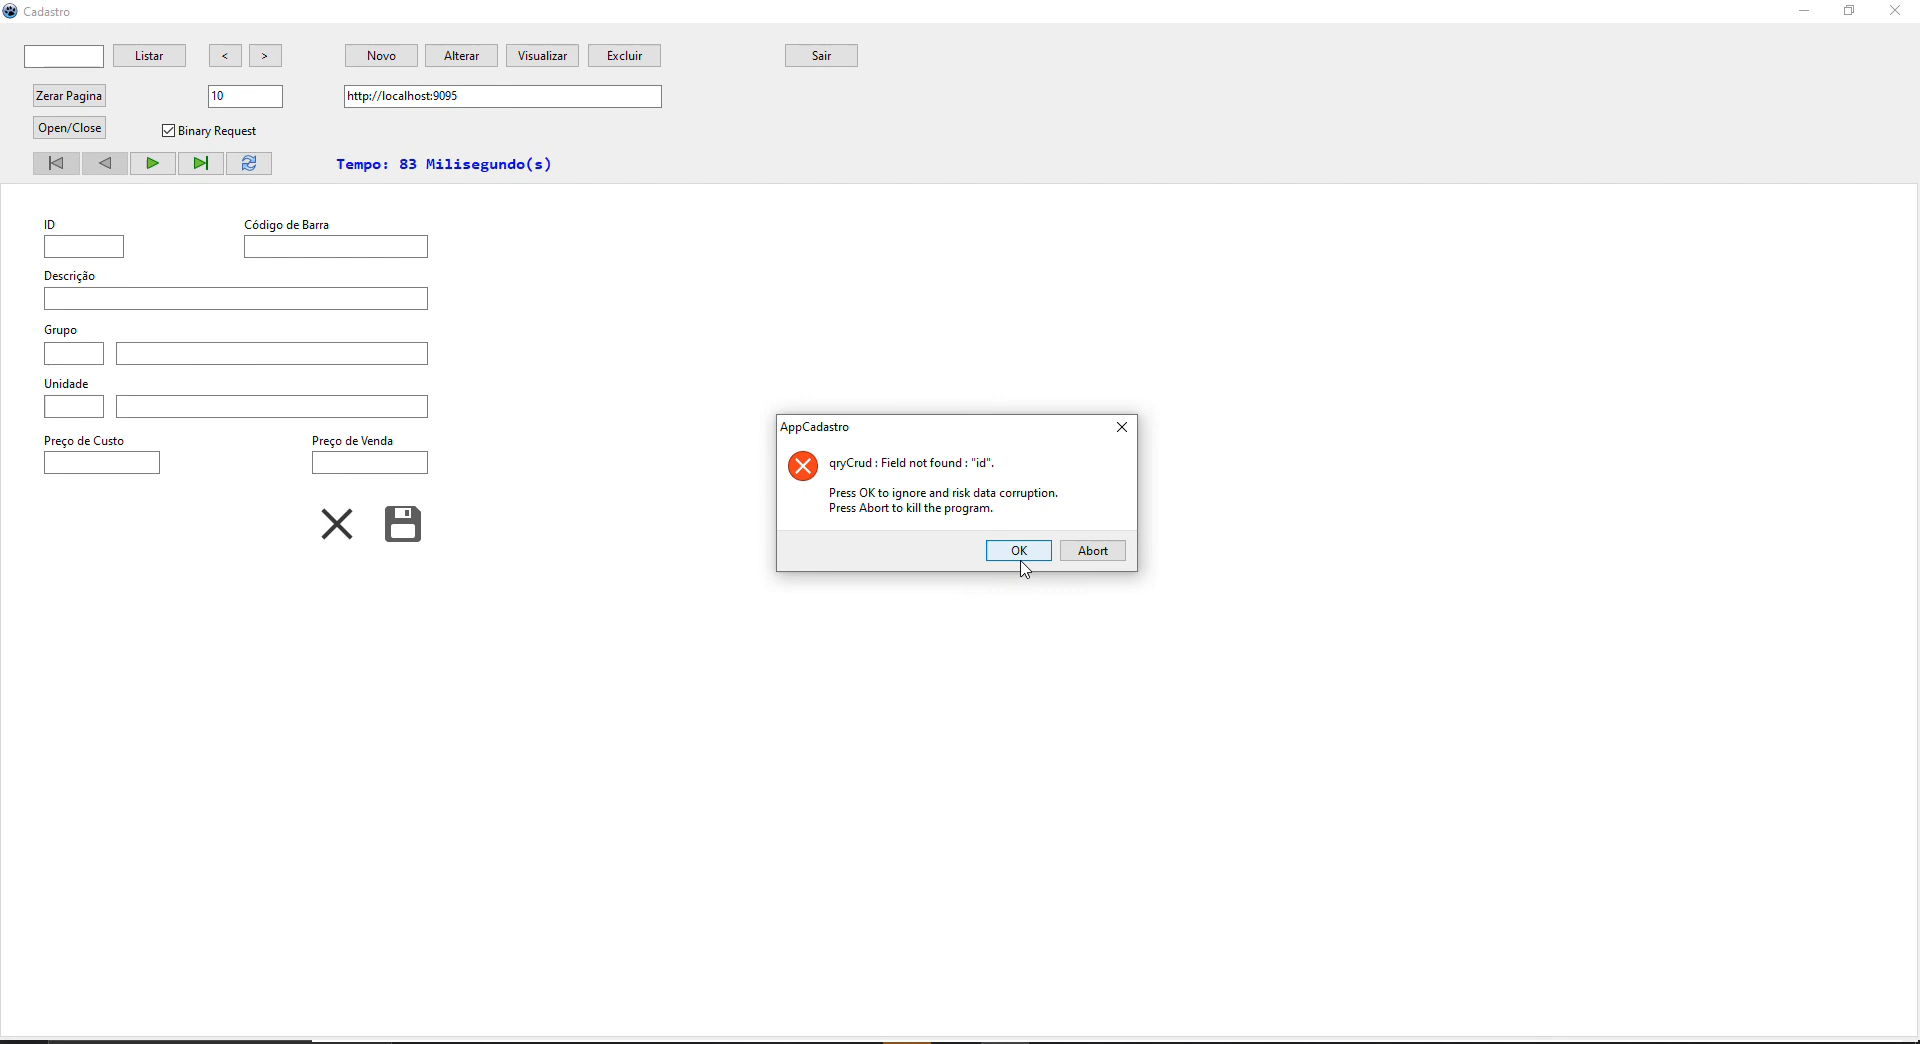 Cadastro
Listar < > Novo Alterar Visualizar Excluir Sair
Zerar Pagina 10 http://localhost:9095
Open/Close Binary Request
Tempo: 83 Milisegundo(s)
ID Código de Barra
Descrição
Grupo
Unidade
Preço de Custo Preço de Venda
AppCadastro
qryCrud : Field not found : "id".
Press OK to ignore and risk data corruption.
Press Abort to kill the program.
OK Abort